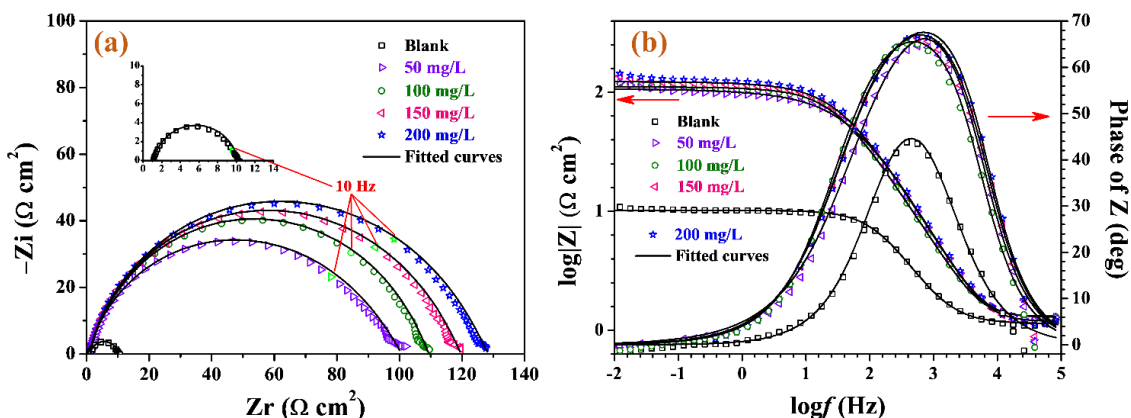 (a)
100
80
60
40
20
0
0 20 40 60 80 100 120 140
−Zi (Ω cm²)
Zr (Ω cm²)
10
8
6
4
2
0
2 4 6 8 10 12 14
Blank
50 mg/L
100 mg/L
150 mg/L
200 mg/L
Fitted curves
10 Hz
(b)
2
1
0
-2 -1 0 1 2 3 4 5
log|Z| (Ω cm²)
logf (Hz)
70
60
50
40
30
20
10
0
Phase of Z (deg)
Blank
50 mg/L
100 mg/L
150 mg/L
200 mg/L
Fitted curves